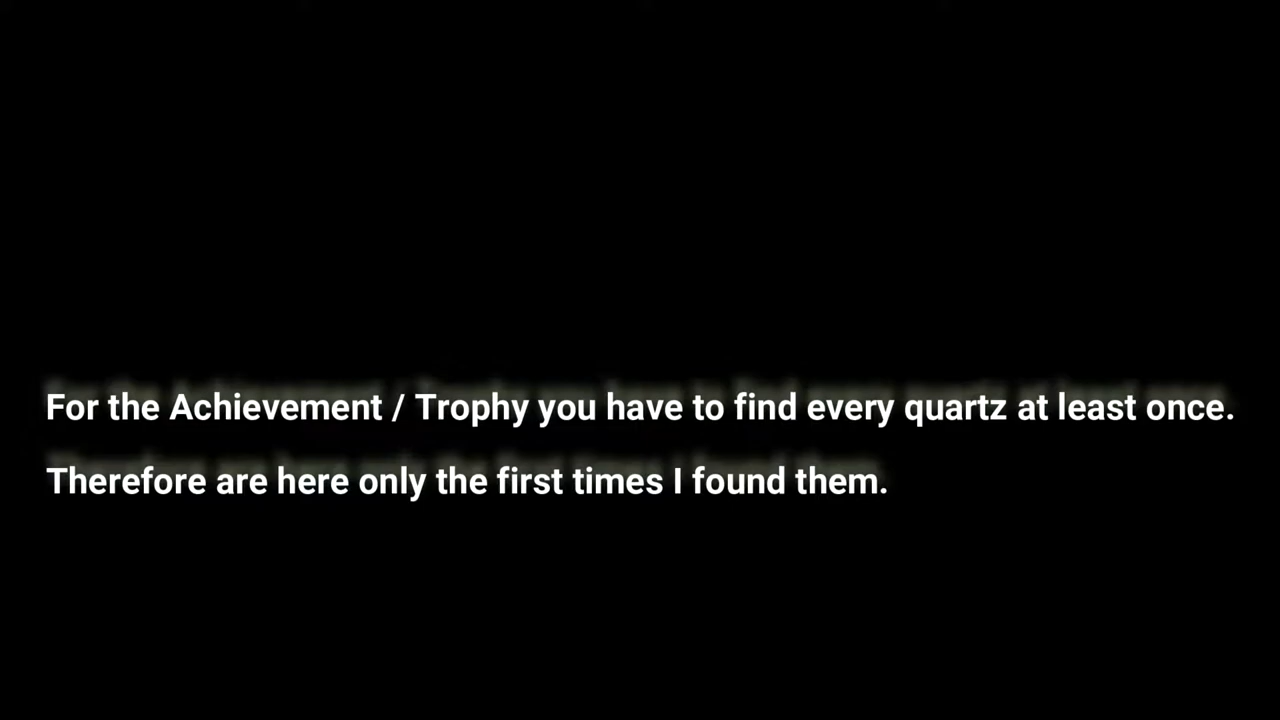 For the Achievement / Trophy you have to find every quartz at least once.
Therefore are here only the first times I found them.